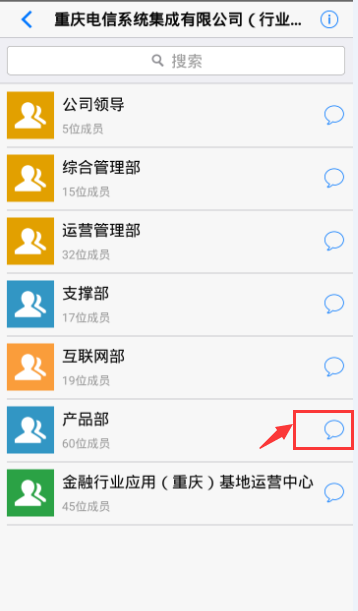 重庆电信系统集成有限公司（行业...
搜索
公司领导
5位成员
综合管理部
15位成员
运营管理部
32位成员
支撑部
17位成员
互联网部
19位成员
产品部
60位成员
金融行业应用（重庆）基地运营中心
45位成员